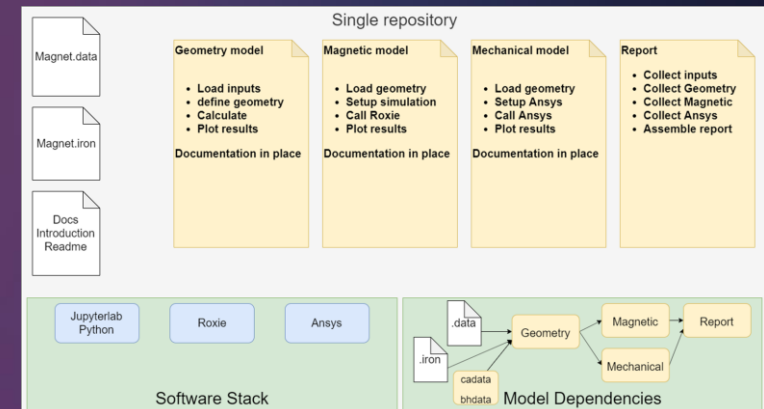 Single repository
Magnet.data
Magnet.iron
Docs
Introduction
Readme
Geometry model
• Load inputs
• define geometry
• Calculate
• Plot results
Documentation in place
Magnetic model
• Load geometry
• Setup simulation
• Call Roxie
• Plot results
Documentation in place
Mechanical model
• Load geometry
• Setup Ansys
• Call Ansys
• Plot results
Documentation in place
Report
• Collect inputs
• Collect Geometry
• Collect Magnetic
• Collect Ansys
• Assemble report
Jupyterlab
Python
Roxie
Ansys
Software Stack
.data
.iron
cadata
bhdata
Geometry
Magnetic
Mechanical
Report
Model Dependencies